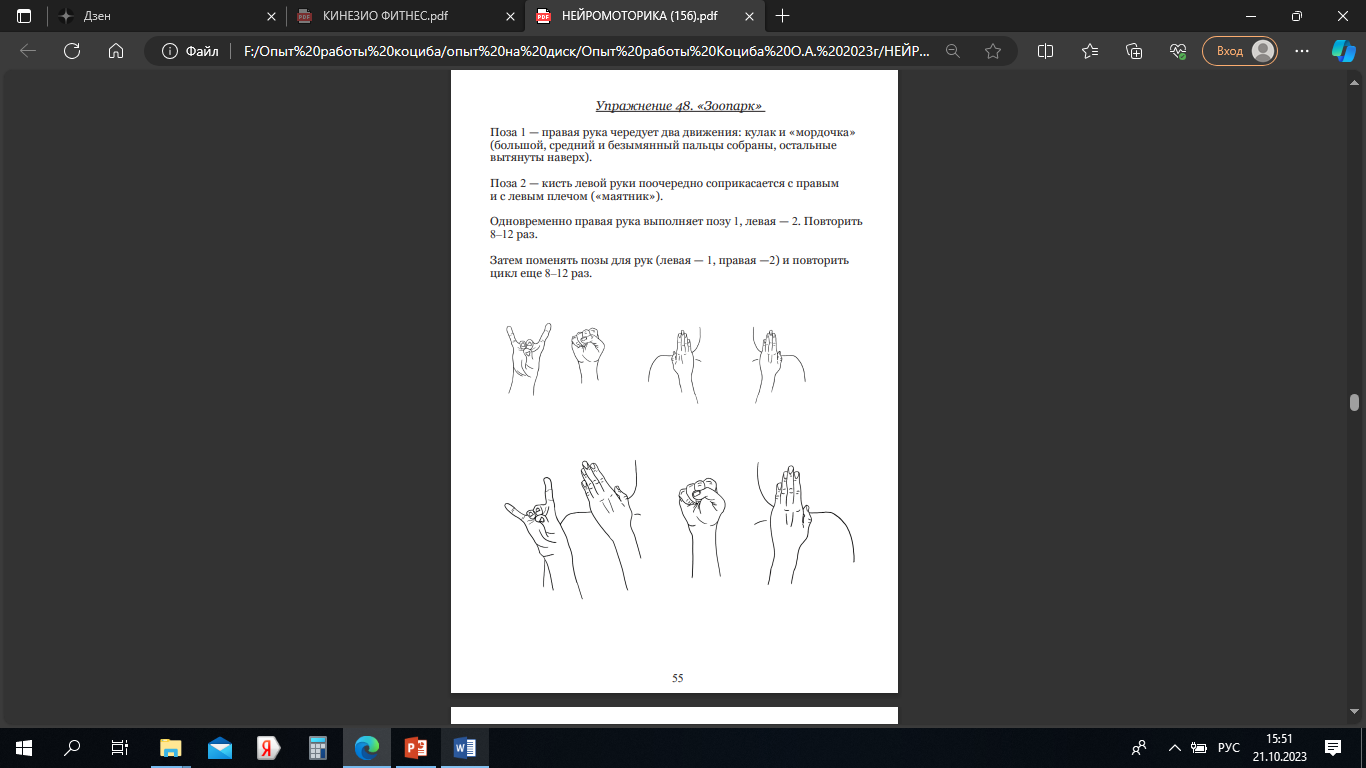 Дзен
КИНЕЗИО ФИТНЕС.pdf
НЕЙРОМОТОРИКА (156).pdf
Файл
F:/Опыт%20работы%20коциба/опыт%20на%20диск/Опыт%20работы%20Коциба%20О.А.%202023г/НЕЙР...
Вход
Упражнение 48. «Зоопарк»
Поза 1 — правая рука чередует два движения: кулак и «мордочка»
(большой, средний и безымянный пальцы собраны, остальные
вытянуты наверх).
Поза 2 — кисть левой руки поочередно соприкасается с правым
и с левым плечом («маятник»).
Одновременно правая рука выполняет позу 1, левая — 2. Повторить
8–12 раз.
Затем поменять позы для рук (левая — 1, правая —2) и повторить
цикл еще 8–12 раз.
55
РУС
15:51
21.10.2023